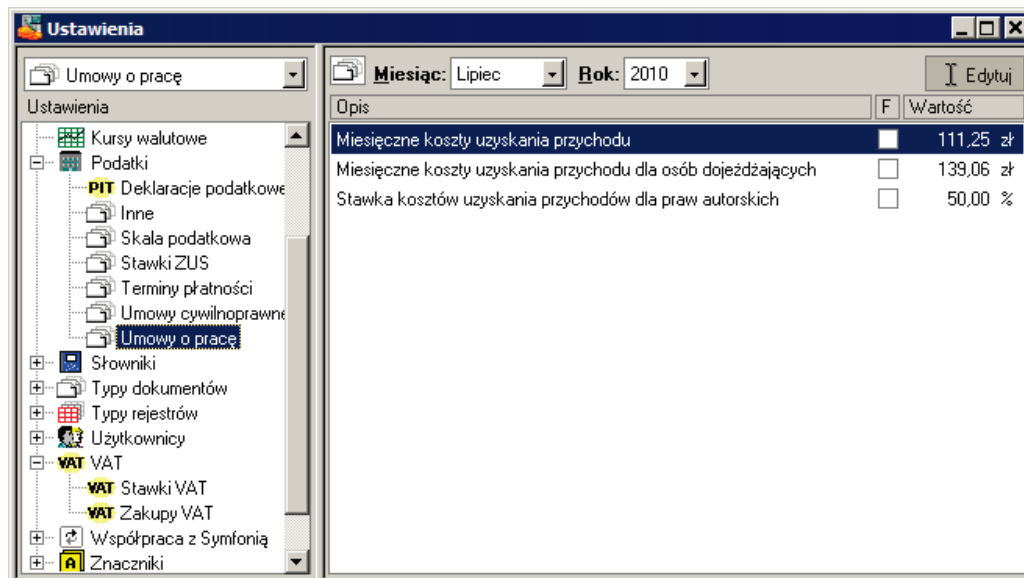 Ustawienia
Umowy o pracę
Ustawienia
Kursy walutowe
Podatki
PIT Deklaracje podatkowe
Inne
Skala podatkowa
Stawki ZUS
Terminy płatności
Umowy cywilnoprawne
Umowy o pracę
Słowniki
Typy dokumentów
Typy rejestrów
Użytkownicy
VAT VAT
VAT Stawki VAT
VAT Zakupy VAT
Współpraca z Symfonią
A Znaczniki
Miesiąc: Lipiec Rok: 2010 Edytuj
Opis F Wartość
Miesięczne koszty uzyskania przychodu 111,25 zł
Miesięczne koszty uzyskania przychodu dla osób dojeżdżających 139,06 zł
Stawka kosztów uzyskania przychodów dla praw autorskich 50,00 %